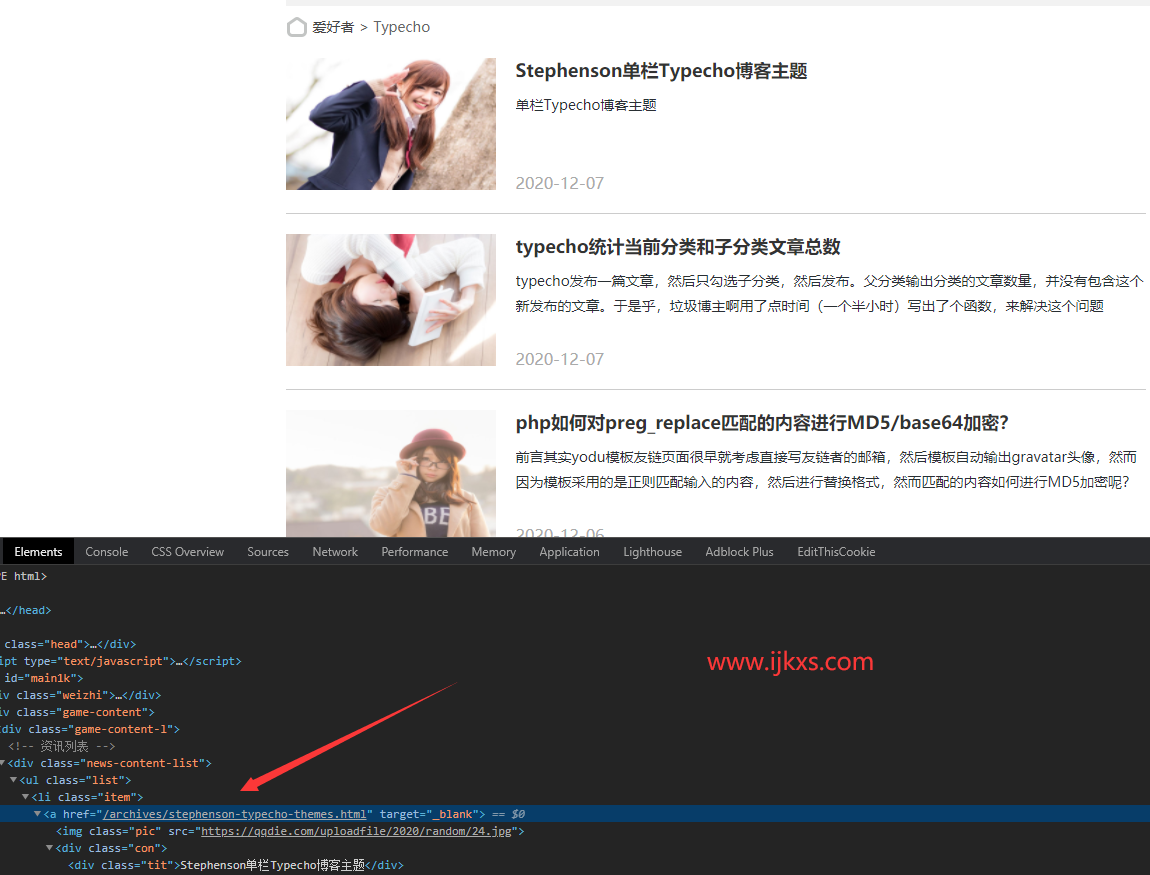 爱好者 > Typecho
Stephenson单栏Typecho博客主题
单栏Typecho博客主题
2020-12-07
typecho统计当前分类和子分类文章总数
typecho发布一篇文章，然后只勾选子分类，然后发布。父分类输出分类的文章数量，并没有包含这个
新发布的文章。于是乎，垃圾博主啊用了点时间（一个半小时）写出了个函数，来解决这个问题
2020-12-07
php如何对preg_replace匹配的内容进行MD5/base64加密?
前言其实yodu模板友链页面很早就考虑直接写友链者的邮箱，然后模板自动输出gravatar头像，然而
因为模板采用的是正则匹配输入的内容，然后进行替换格式，然而匹配的内容如何进行MD5加密呢?
BE
2020-12-06
Elements Console CSS Overview Sources Network Performance Memory Application Lighthouse Adblock Plus EditThisCookie
E html>
…</head>
class="head">…</div>
ipt type="text/javascript">…</script>
www.ijkxs.com
id="main1k">
iv class="weizhi">…</div>
iv class="game-content">
div class="game-content-l">
<!-- 资讯列表 -->
<div class="news-content-list">
<ul class="list">
<li class="item">
<a href="/archives/stephenson-typecho-themes.html" target="_blank"> == $0
<img class="pic" src="https://qqdie.com/uploadfile/2020/random/24.jpg">
<div class="con">
<div class="tit">Stephenson单栏Typecho博客主题</div>